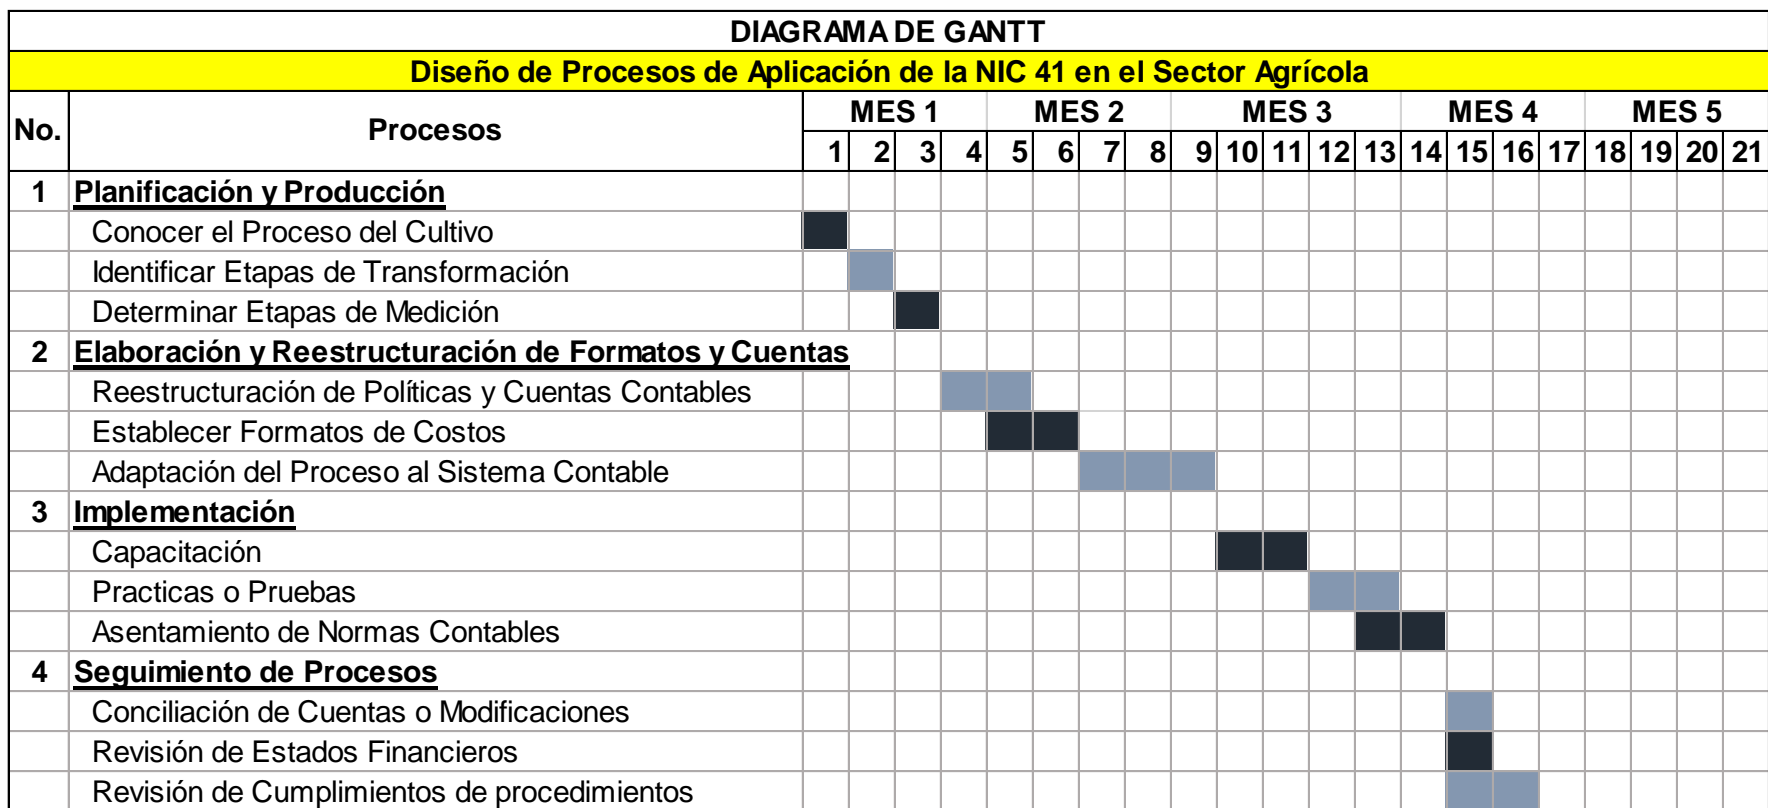 DIAGRAMA DE GANTT
Diseño de Procesos de Aplicación de la NIC 41 en el Sector Agrícola
No. Procesos MES 1 MES 2 MES 3 MES 4 MES 5
1 2 3 4 5 6 7 8 9 10 11 12 13 14 15 16 17 18 19 20 21
1 Planificación y Producción
Conocer el Proceso del Cultivo
Identificar Etapas de Transformación
Determinar Etapas de Medición
2 Elaboración y Reestructuración de Formatos y Cuentas
Reestructuración de Políticas y Cuentas Contables
Establecer Formatos de Costos
Adaptación del Proceso al Sistema Contable
3 Implementación
Capacitación
Practicas o Pruebas
Asentamiento de Normas Contables
4 Seguimiento de Procesos
Conciliación de Cuentas o Modificaciones
Revisión de Estados Financieros
Revisión de Cumplimientos de procedimientos